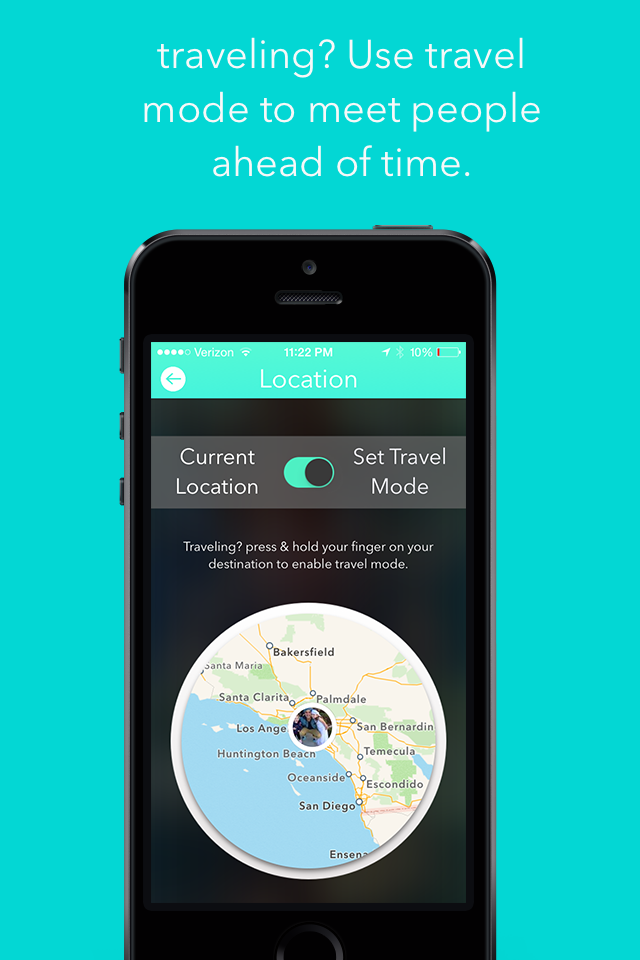 traveling? Use travel
mode to meet people
ahead of time.
Verizon 11:22 PM 10%
Location
Current
Location
Set Travel
Mode
Traveling? press & hold your finger on your
destination to enable travel mode.
Bakersfield
Santa Maria
Santa Clarita
Palmdale
Los Ange
San Bernardin
Huntington Beach
Temecula
Oceanside
Escondido
San Diego
Ensena